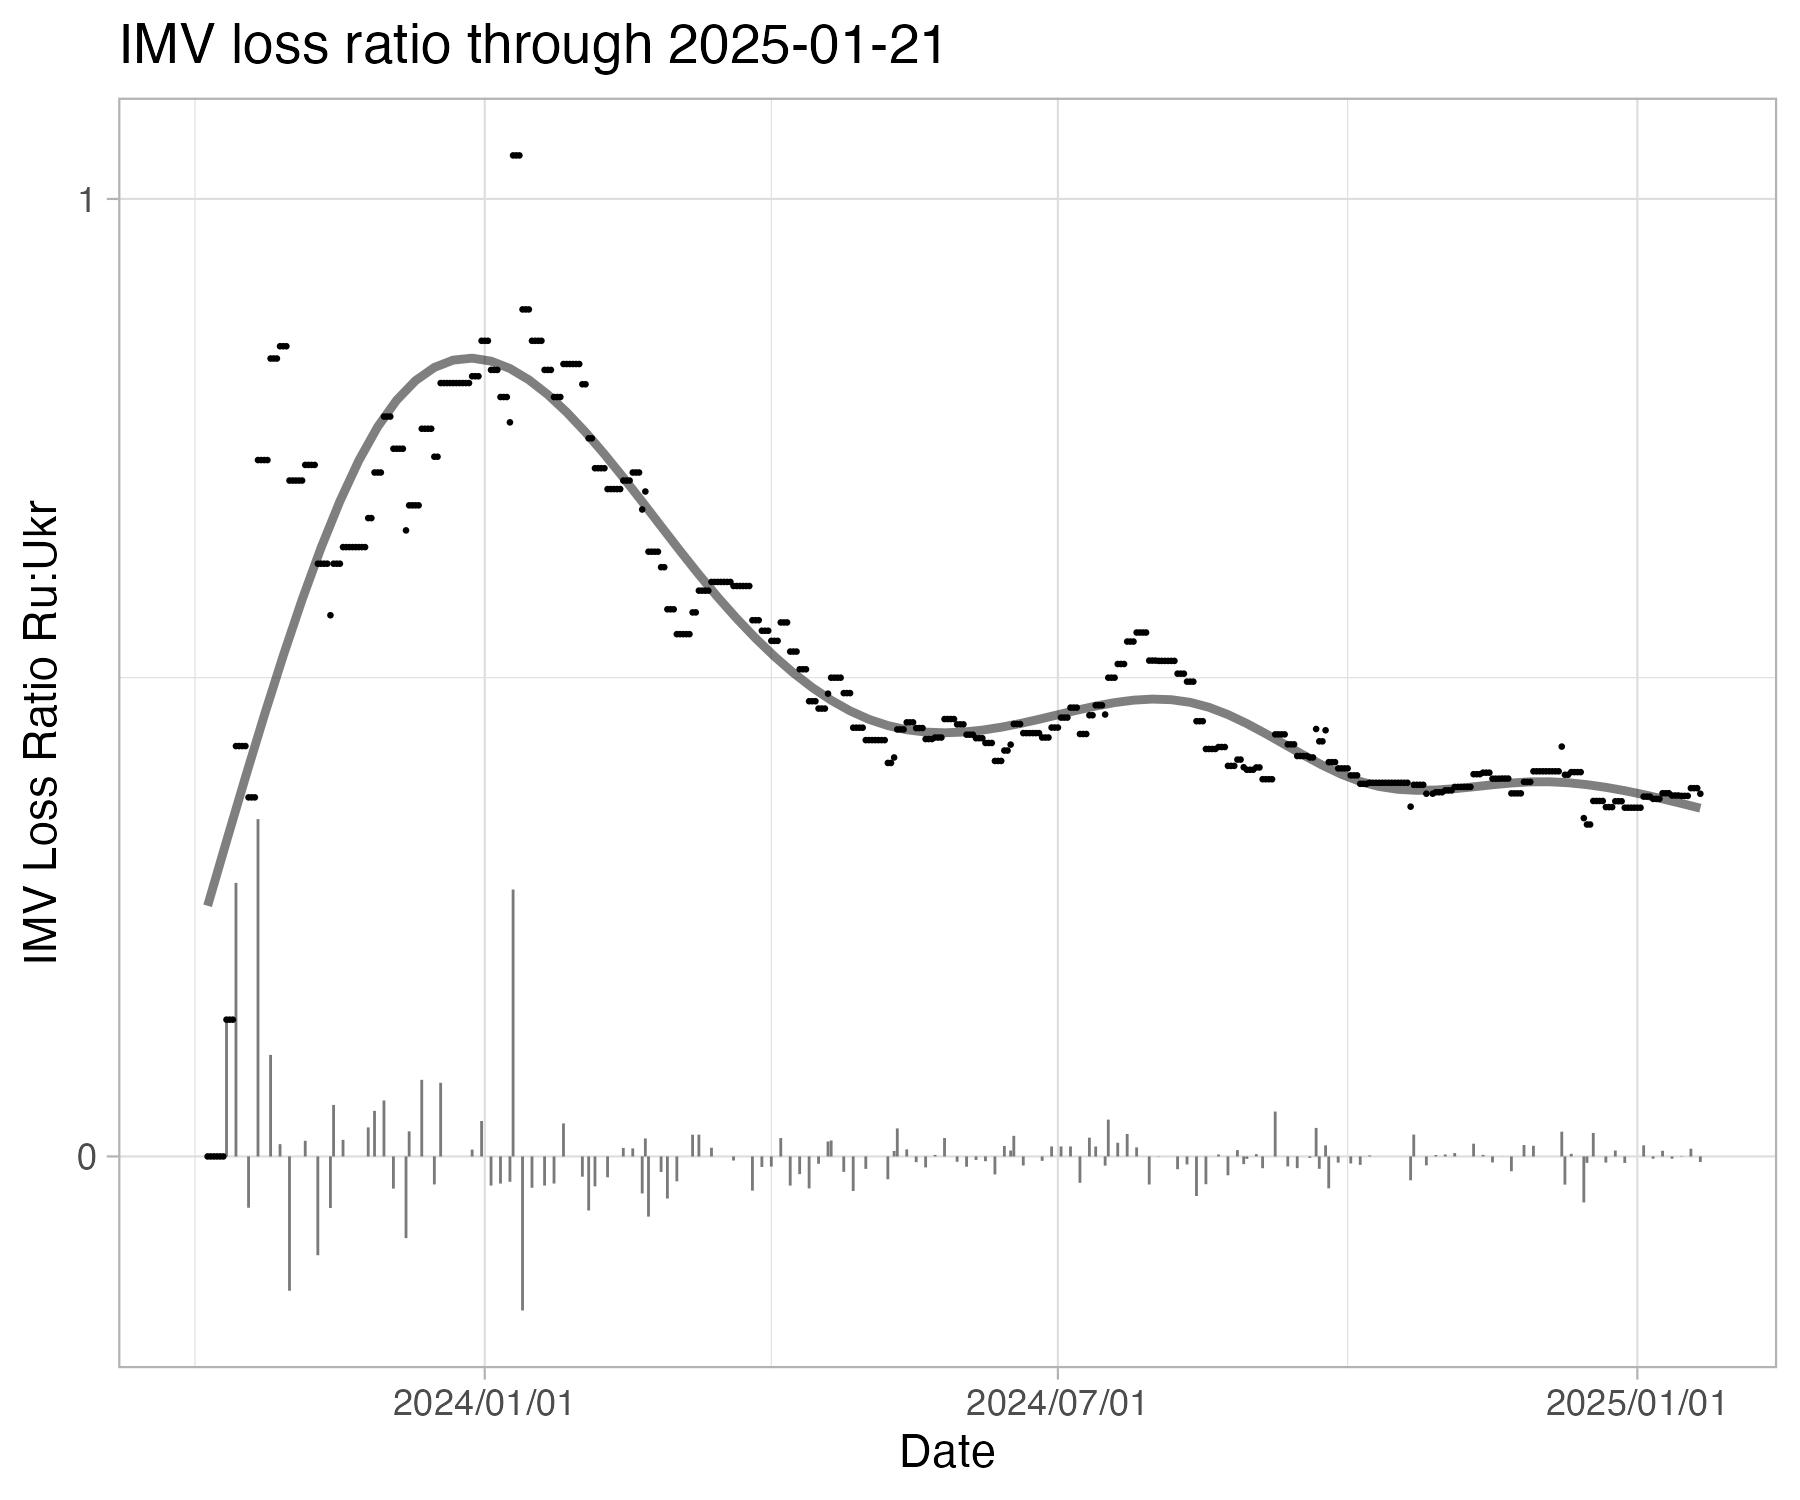 IMV loss ratio through 2025-01-21
IMV Loss Ratio Ru:Ukr
1
0
2024/01/01
2024/07/01
2025/01/01
Date